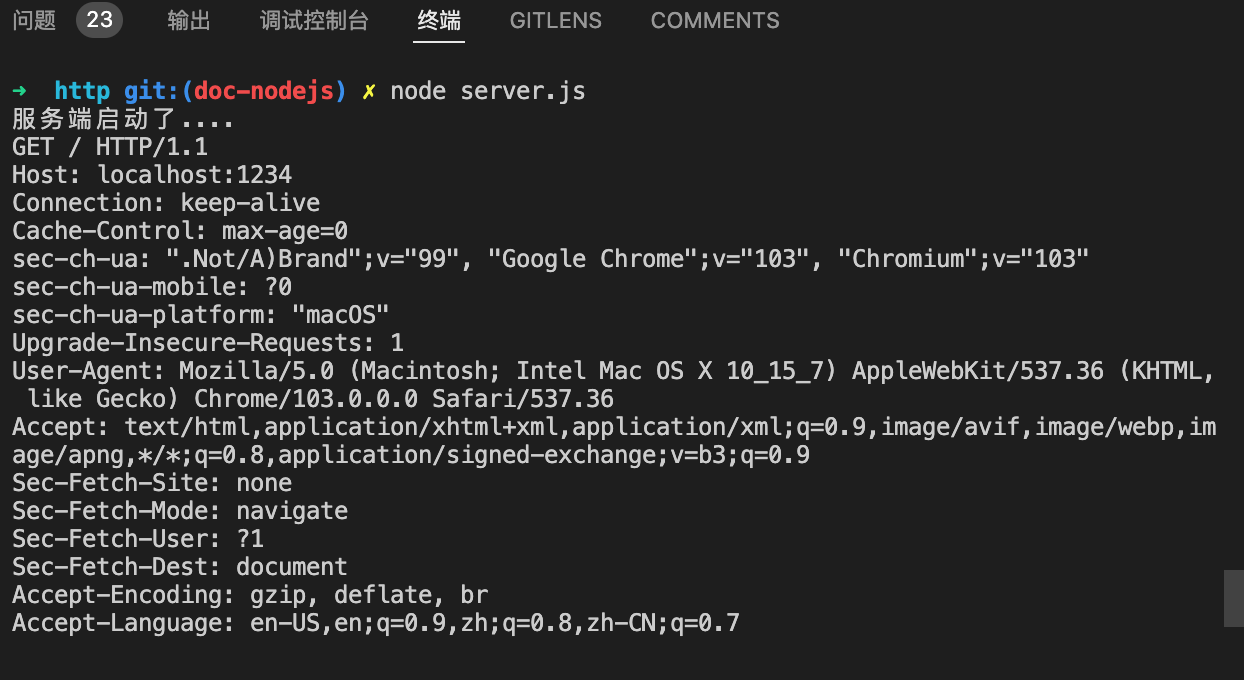 问题 23 输出 调试控制台 终端 GITLENS COMMENTS
➜ http git:(doc-nodejs) ✗ node server.js
服务端启动了....
GET / HTTP/1.1
Host: localhost:1234
Connection: keep-alive
Cache-Control: max-age=0
sec-ch-ua: ".Not/A)Brand";v="99", "Google Chrome";v="103", "Chromium";v="103"
sec-ch-ua-mobile: ?0
sec-ch-ua-platform: "macOS"
Upgrade-Insecure-Requests: 1
User-Agent: Mozilla/5.0 (Macintosh; Intel Mac OS X 10_15_7) AppleWebKit/537.36 (KHTML,
like Gecko) Chrome/103.0.0.0 Safari/537.36
Accept: text/html,application/xhtml+xml,application/xml;q=0.9,image/avif,image/webp,im
age/apng,*/*;q=0.8,application/signed-exchange;v=b3;q=0.9
Sec-Fetch-Site: none
Sec-Fetch-Mode: navigate
Sec-Fetch-User: ?1
Sec-Fetch-Dest: document
Accept-Encoding: gzip, deflate, br
Accept-Language: en-US,en;q=0.9,zh;q=0.8,zh-CN;q=0.7